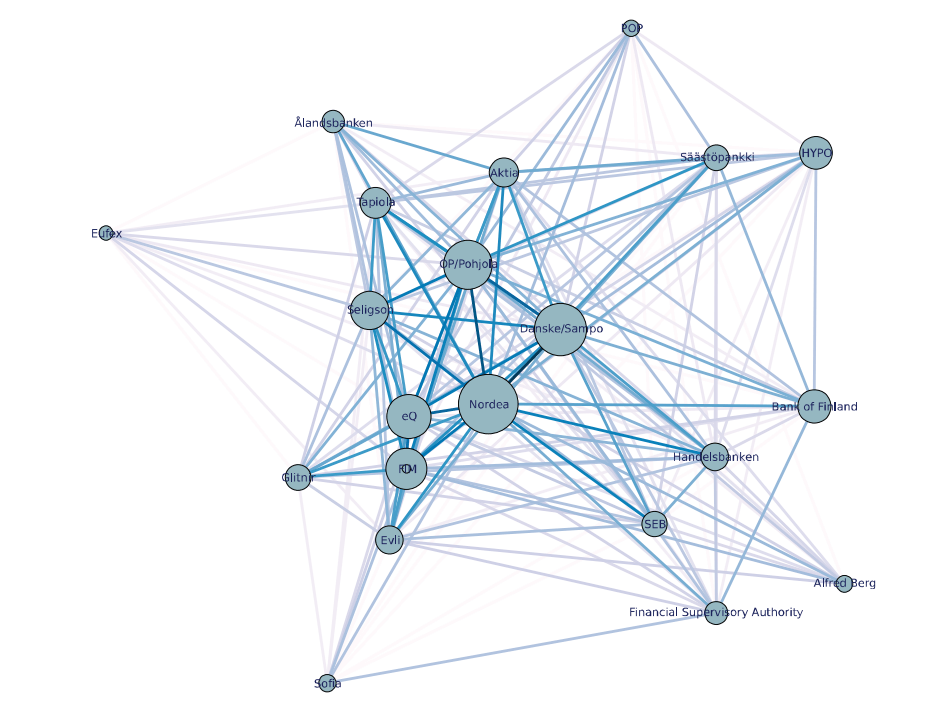 POP
Ålandsbanken
Säästöpankki
HYPO
Aktia
Tapiola
Eufex
OP/Pohjola
Seligson
Danske/Sampo
Nordea
eQ
Bank of Finland
Handelsbanken
Glitnir
SEB
Evli
Alfred Berg
Financial Supervisory Authority
Sofia